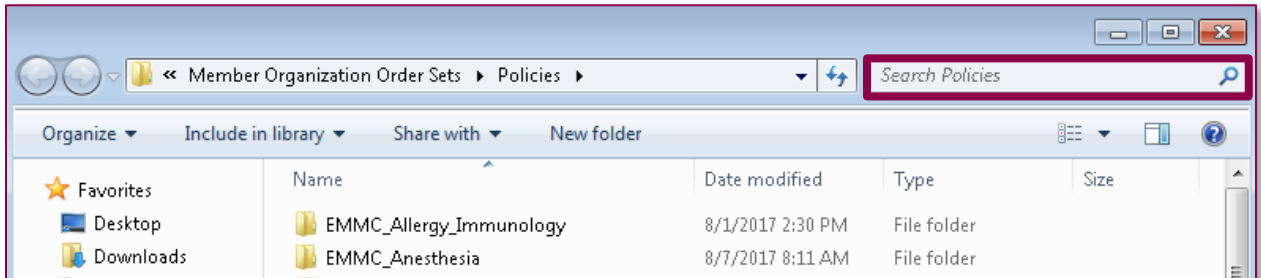 « Member Organization Order Sets ▸ Policies ▸ Search Policies
Organize Include in library Share with New folder
Favorites Name Date modified Type Size
Desktop EMMC_Allergy_Immunology 8/1/2017 2:30 PM File folder
Downloads EMMC_Anesthesia 8/7/2017 8:11 AM File folder